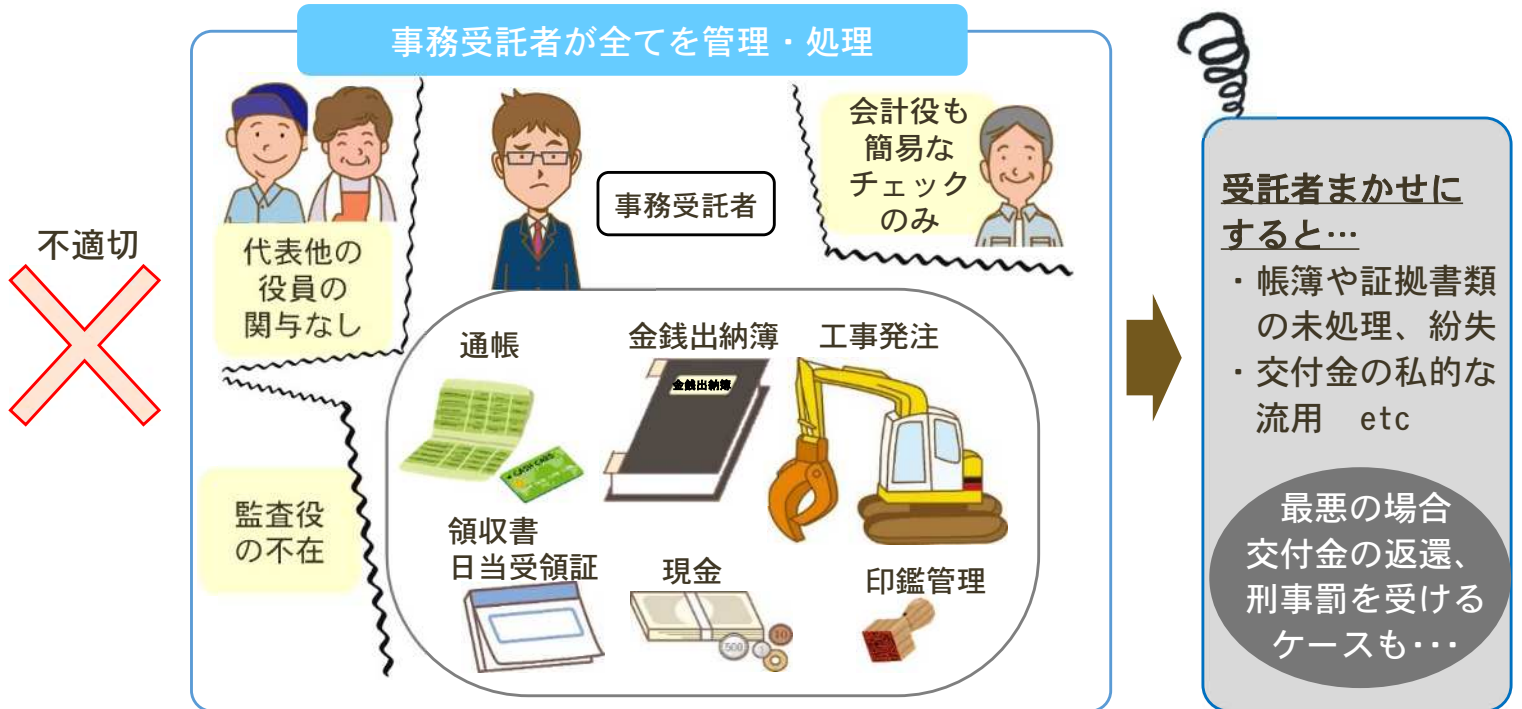 事務受託者が全てを管理・処理
不適切
代表他の
役員の
関与なし
事務受託者
会計役も
簡易な
チェック
のみ
監査役
の不在
通帳
CASH CARD
金銭出納簿
金銭出納簿
工事発注
領収書
日当受領証
現金
500
1
10
印鑑管理
受託者まかせに
すると…
・帳簿や証拠書類
の未処理、紛失
・交付金の私的な
流用　etc
最悪の場合
交付金の返還、
刑事罰を受ける
ケースも･･･